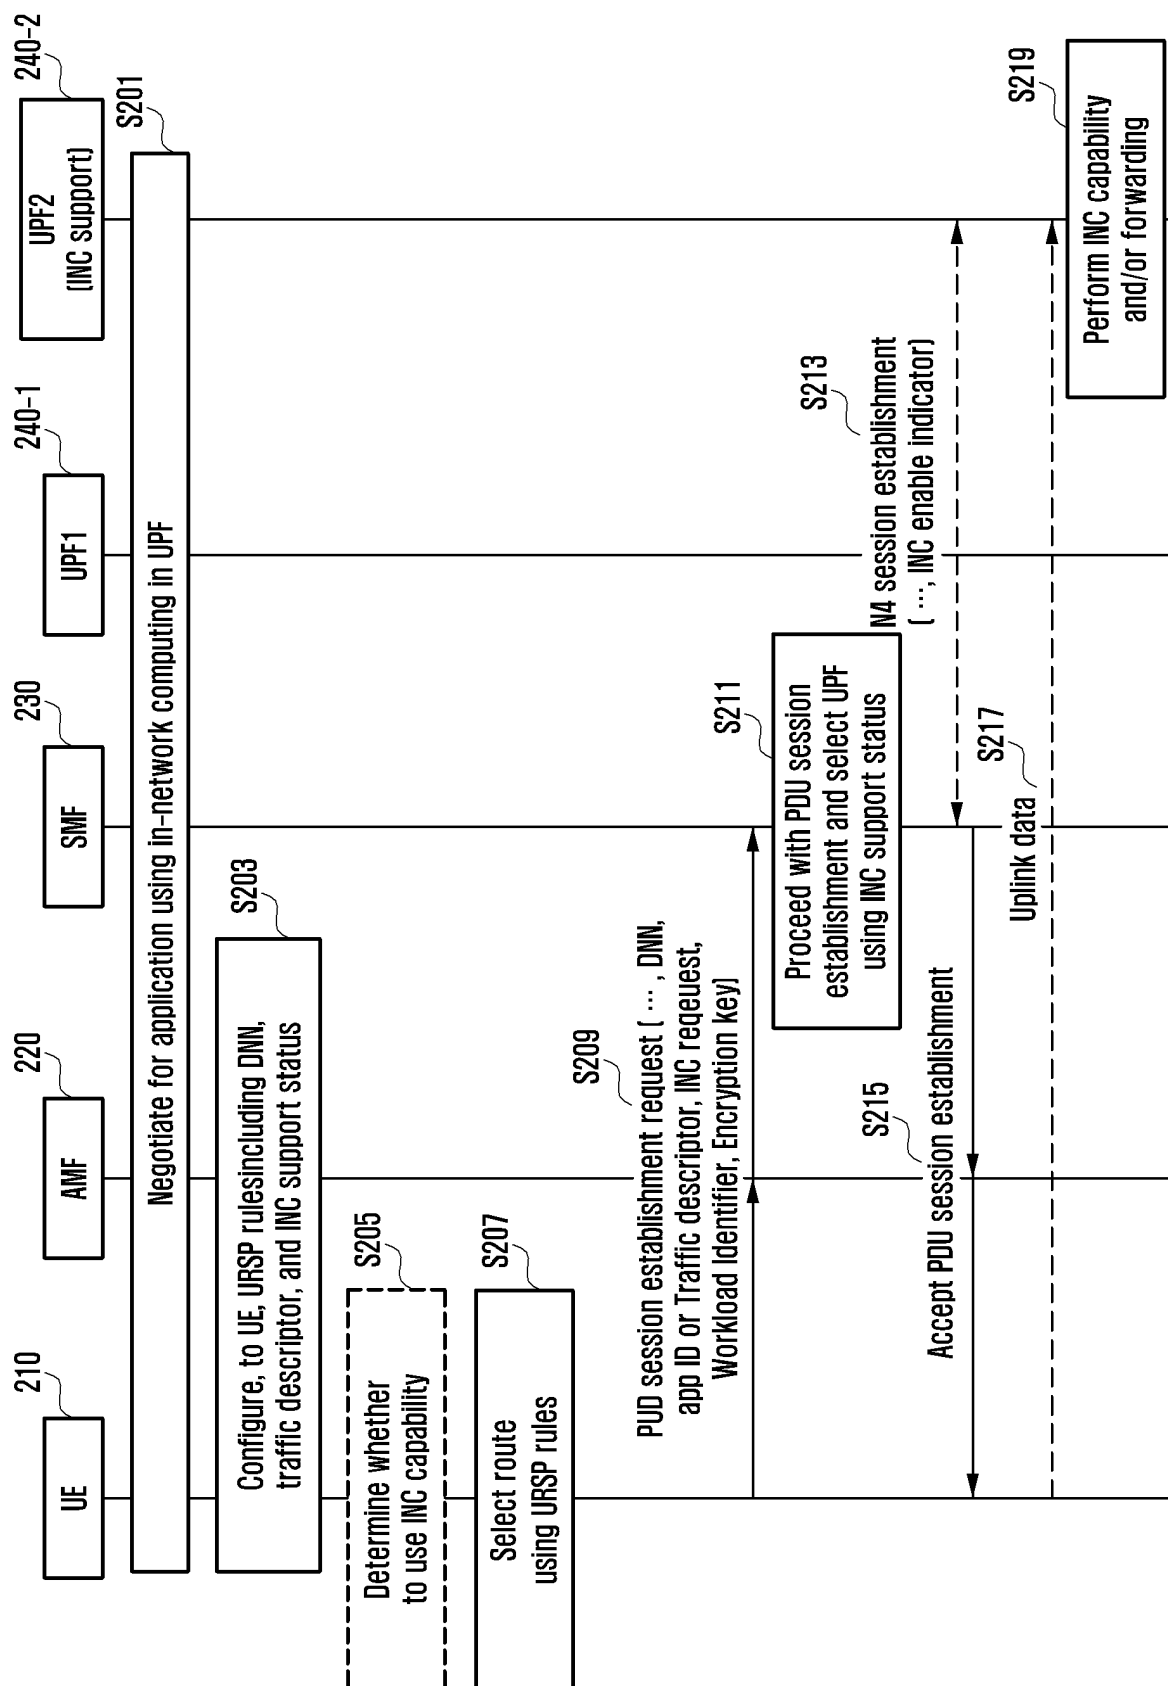 210
220
230
240-1
240-2
UE
AMF
SMF
UPF1
UPF2
(INC support)
S201
Negotiate for application using in-network computing in UPF
S203
Configure, to UE, URSP rulesincluding DNN,
traffic descriptor, and INC support status
S205
Determine whether
to use INC capability
S207
Select route
using URSP rules
S209
PUD session establishment request ( ⋯ , DNN,
app ID or Traffic descriptor, INC reqeuest,
Workload Identifier, Encryption key)
S211
Proceed with PDU session
establishment and select UPF
using INC support status
S213
N4 session establishment
( ⋯, INC enable indicator)
S215
Accept PDU session establishment
S217
Uplink data
S219
Perform INC capability
and/or forwarding